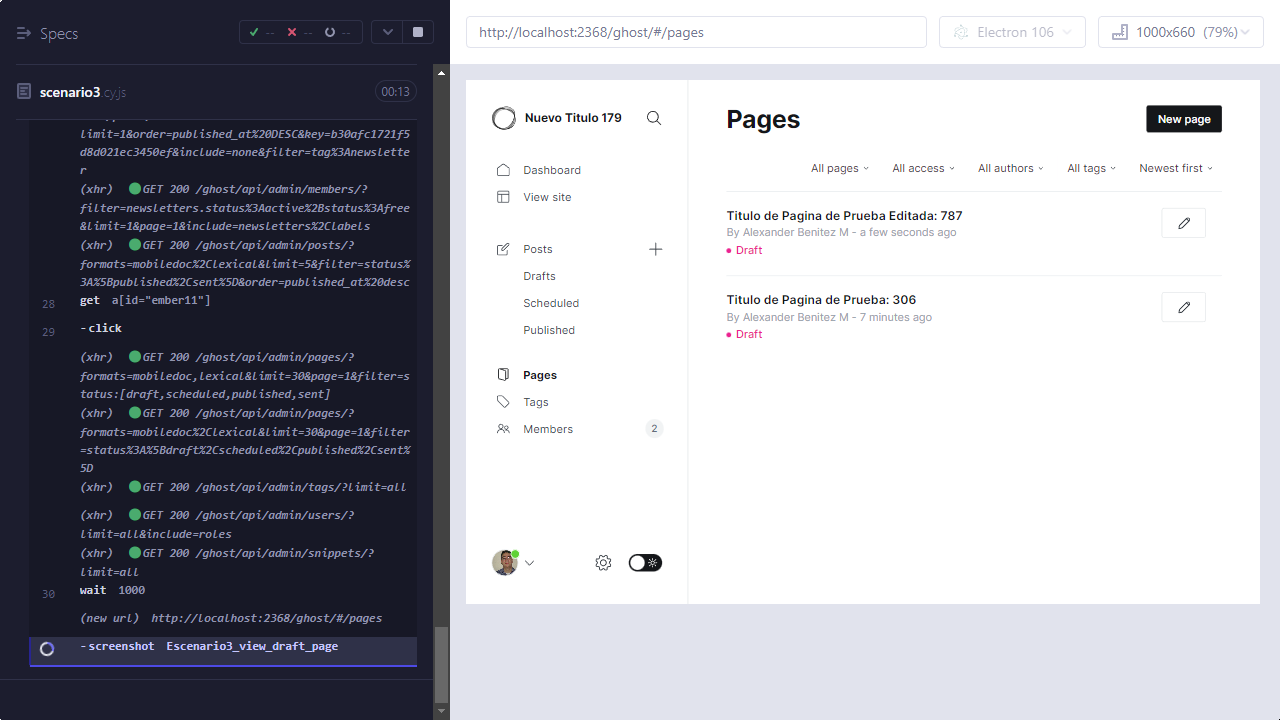 Specs
-- -- --
scenario3.cy.js
00:13
limit=1&order=published_at%20DESC&key=b30afc1721f5
d8d021ec3450ef&include=none&filter=tag%3Anewslette
r
(xhr) GET 200 /ghost/api/admin/members/?
filter=newsletters.status%3Aactive%2Bstatus%3Afree
&limit=1&page=1&include=newsletters%2Clabels
(xhr) GET 200 /ghost/api/admin/posts/?
formats=mobiledoc%2Clexical&limit=5&filter=status%
3A%5Bpublished%2Csent%5D&order=published_at%20desc
28 get a[id="ember11"]
29 -click
(xhr) GET 200 /ghost/api/admin/pages/?
formats=mobiledoc,lexical&limit=30&page=1&filter=s
tatus:[draft,scheduled,published,sent]
(xhr) GET 200 /ghost/api/admin/pages/?
formats=mobiledoc%2Clexical&limit=30&page=1&filter
=status%3A%5Bdraft%2Cscheduled%2Cpublished%2Csent%
5D
(xhr) GET 200 /ghost/api/admin/tags/?limit=all
(xhr) GET 200 /ghost/api/admin/users/?
limit=all&include=roles
(xhr) GET 200 /ghost/api/admin/snippets/?
limit=all
30 wait 1000
(new url) http://localhost:2368/ghost/#/pages
-screenshot Escenario3_view_draft_page
http://localhost:2368/ghost/#/pages
Electron 106
1000x660 (79%)
Nuevo Titulo 179
Dashboard
View site
Posts
Drafts
Scheduled
Published
Pages
Tags
Members 2
Pages
New page
All pages All access All authors All tags Newest first
Titulo de Pagina de Prueba Editada: 787
By Alexander Benitez M - a few seconds ago
Draft
Titulo de Pagina de Prueba: 306
By Alexander Benitez M - 7 minutes ago
Draft